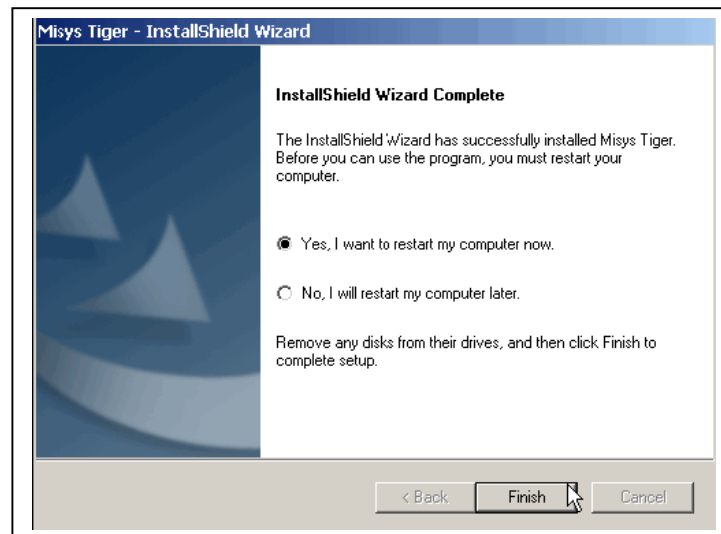 Misys Tiger - InstallShield Wizard
InstallShield Wizard Complete
The InstallShield Wizard has successfully installed Misys Tiger.
Before you can use the program, you must restart your
computer.
Yes, I want to restart my computer now.
No, I will restart my computer later.
Remove any disks from their drives, and then click Finish to
complete setup.
< Back
Finish
Cancel